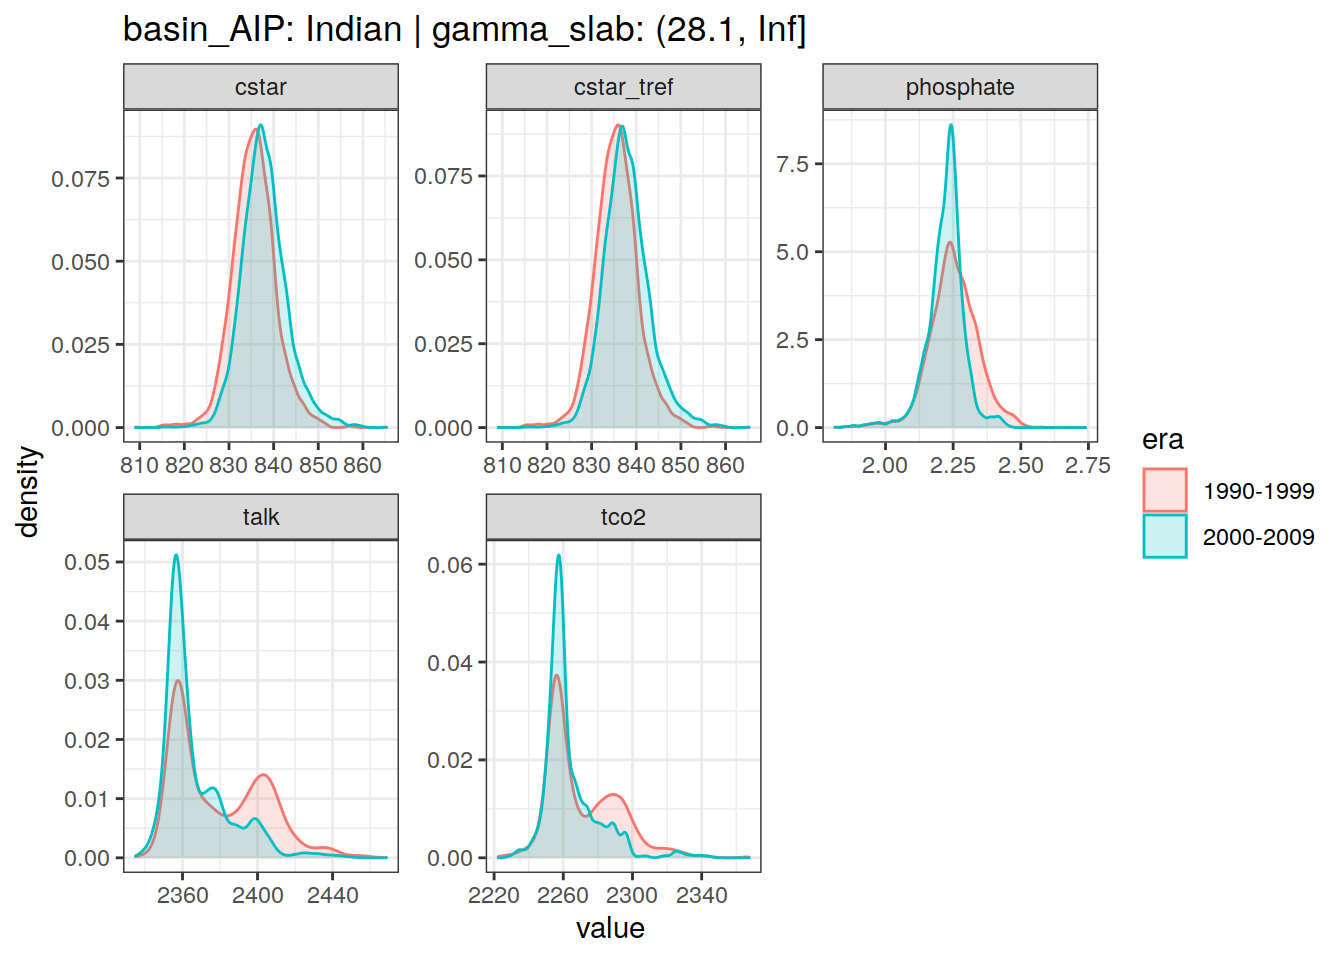 basin_AIP: Indian | gamma_slab: (28.1, Inf]
cstar
cstar_tref
phosphate
0.075
0.050
0.025
0.000
810 820 830 840 850 860
0.075
0.050
0.025
0.000
810 820 830 840 850 860
7.5
5.0
2.5
0.0
2.00 2.25 2.50 2.75
talk
tco2
0.05
0.04
0.03
0.02
0.01
0.00
2360 2400 2440
0.06
0.04
0.02
0.00
2220 2260 2300 2340
density
value
era
1990-1999
2000-2009